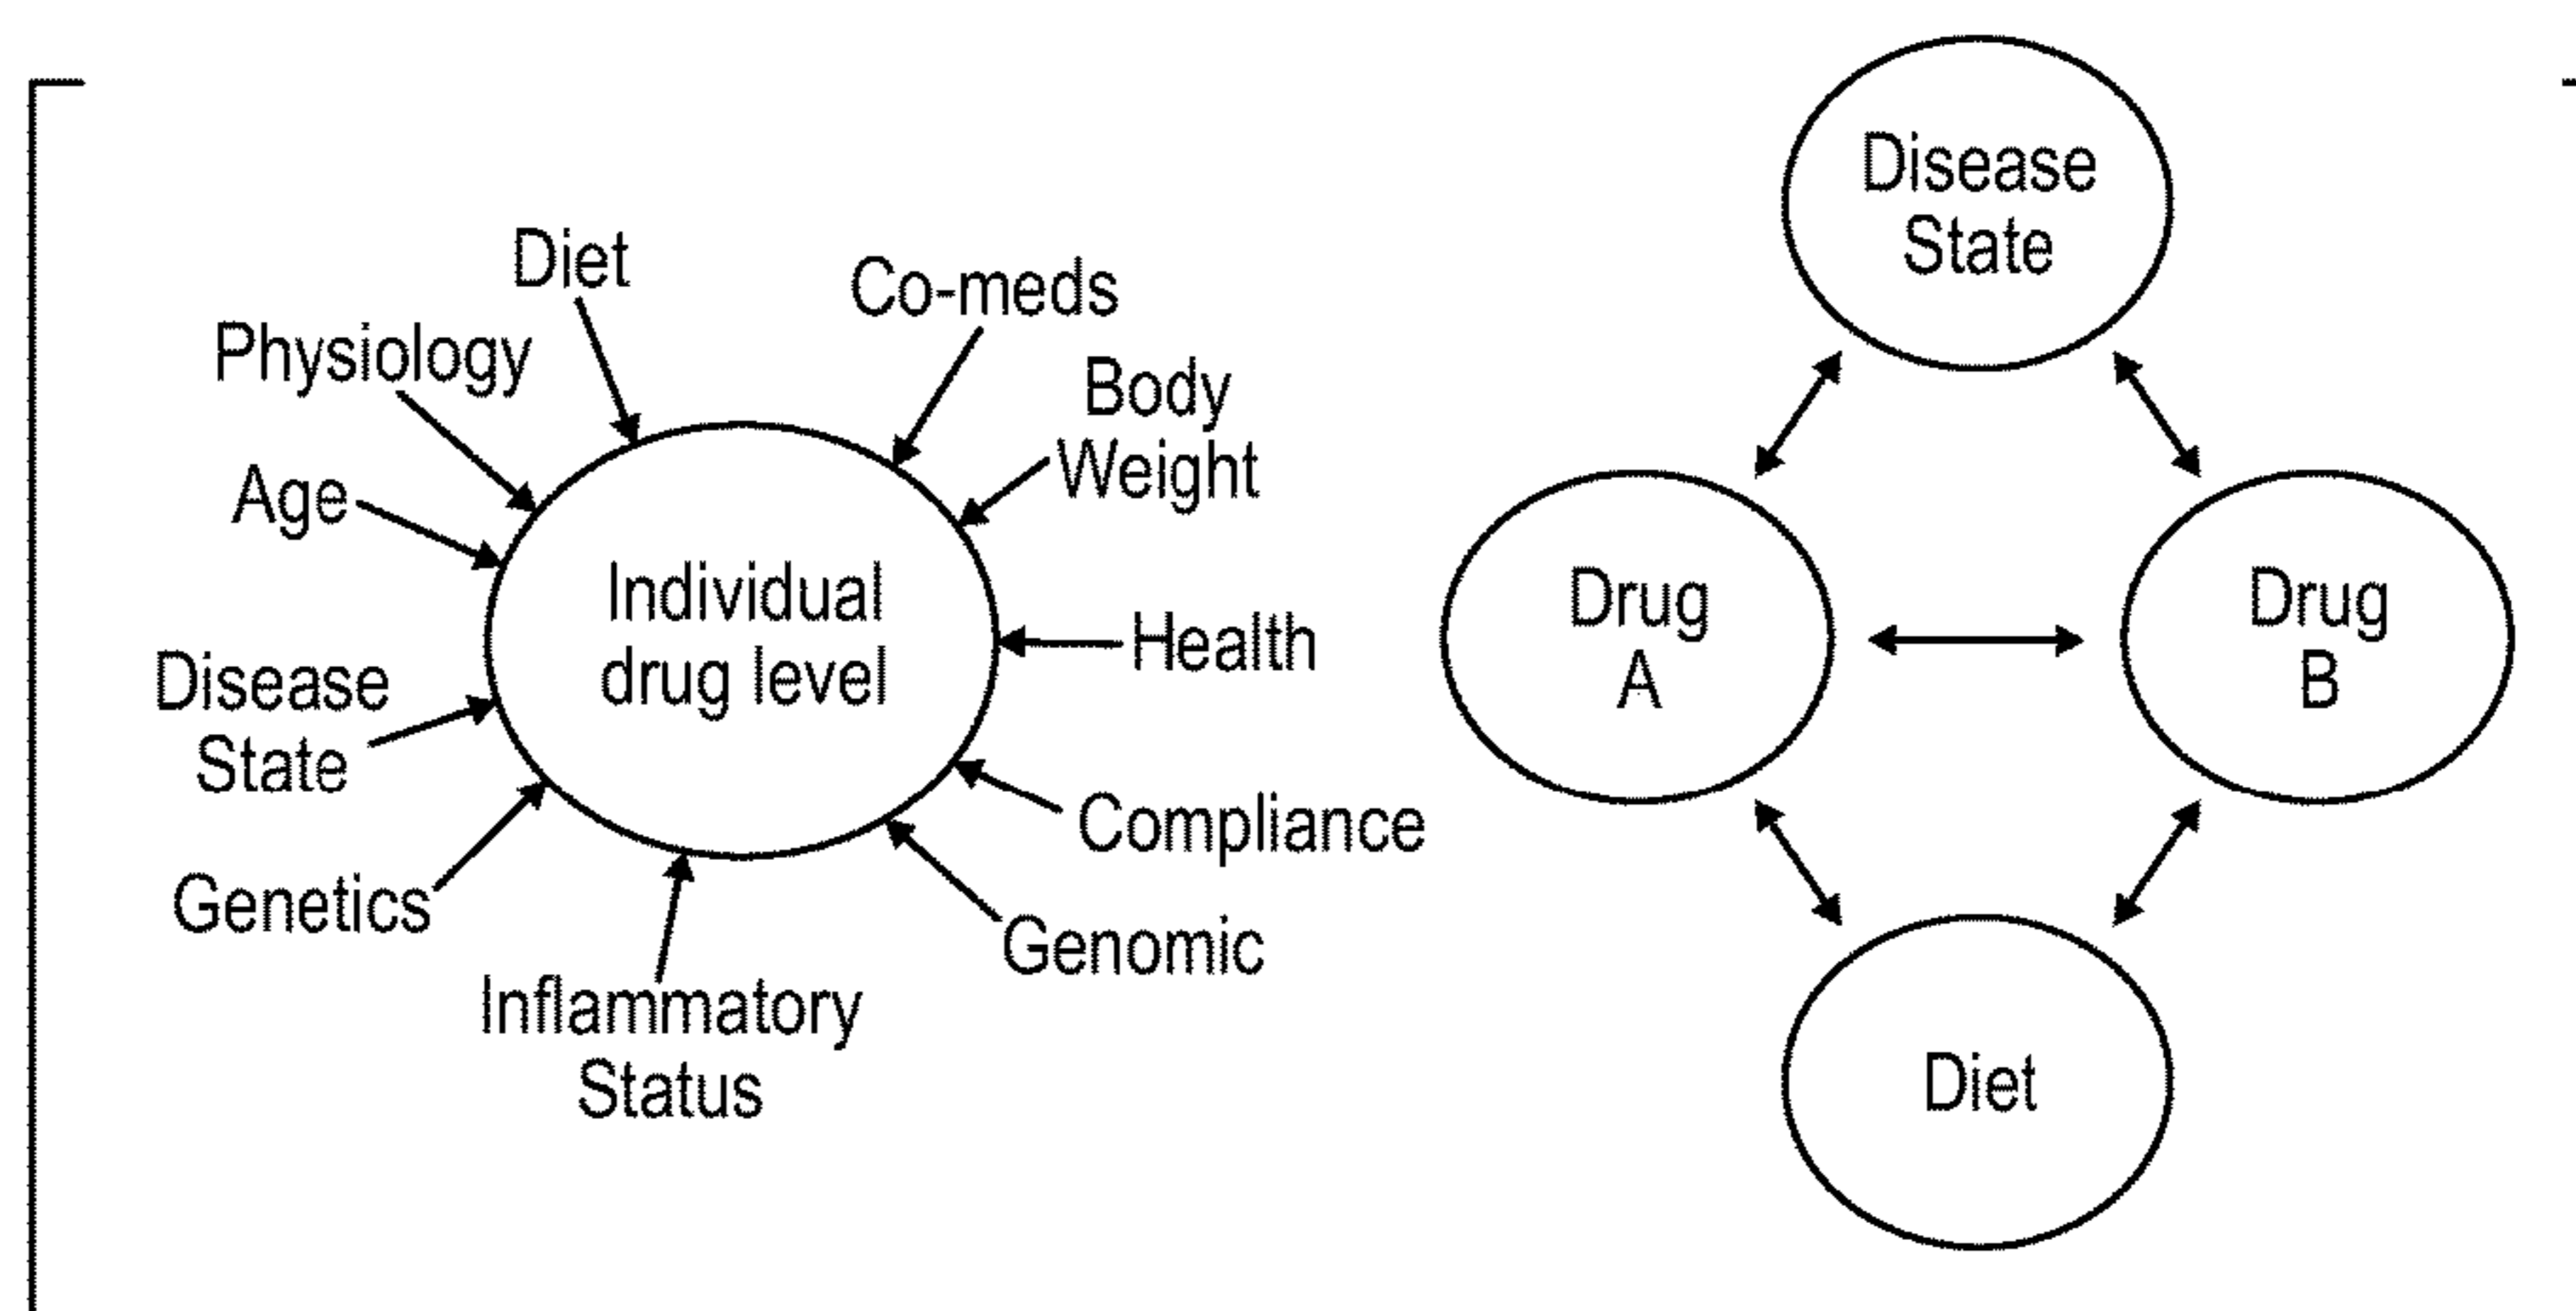 Diet
Co-meds
Physiology
Body
Weight
Age
Individual
drug level
Health
Disease
State
Compliance
Genetics
Genomic
Inflammatory
Status
Disease
State
Drug
A
Drug
B
Diet